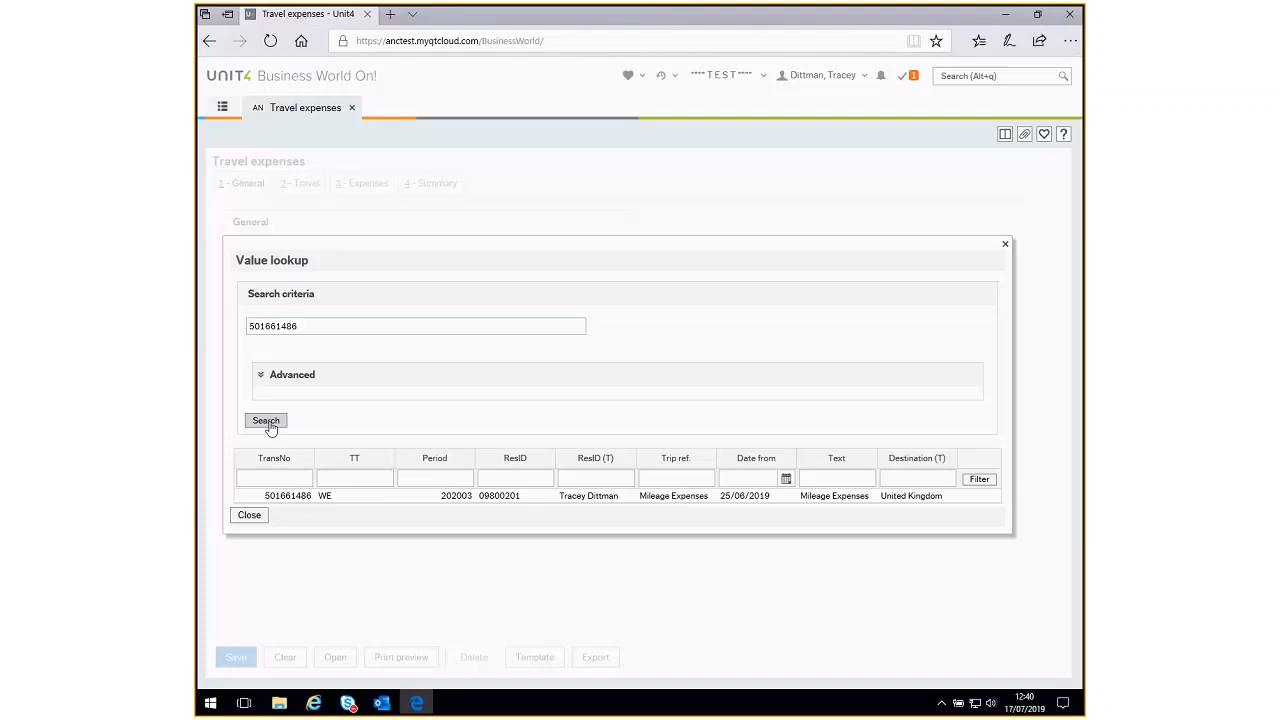 Travel expenses - Unit4
https://anctest.myqtcloud.com/BusinessWorld/
UNIT4 Business World On!
****TEST****
Dittman, Tracey
1
Search (Alt+q)
AN Travel expenses
?
Travel expenses
1 - General 2 - Travel 3 - Expenses 4 - Summary
General
Value lookup
Search criteria
501661486
Advanced
Search
TransNo TT Period ResID ResID (T) Trip ref. Date from Text Destination (T)
Filter
501661486 WE 202003 09800201 Tracey Dittman Mileage Expenses 25/06/2019 Mileage Expenses United Kingdom
Close
Save Clear Open Print preview Delete Template Export
12:40
17/07/2019